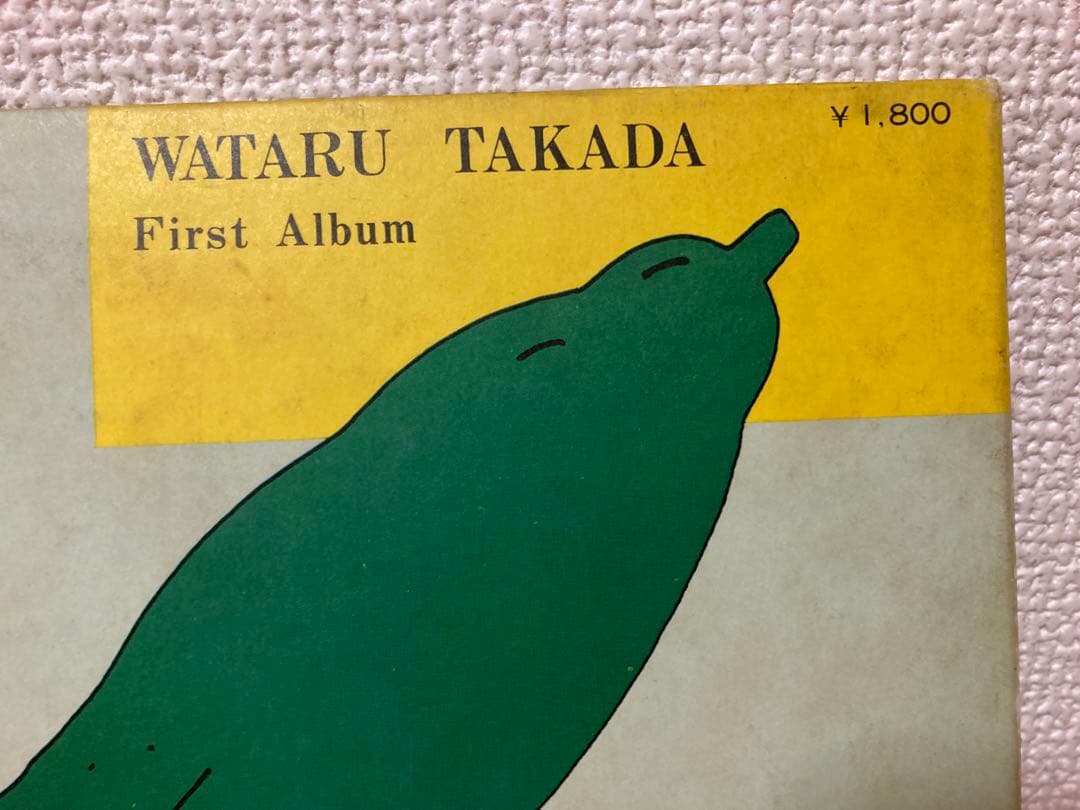 WATARU TAKADA
¥1,800
First Album